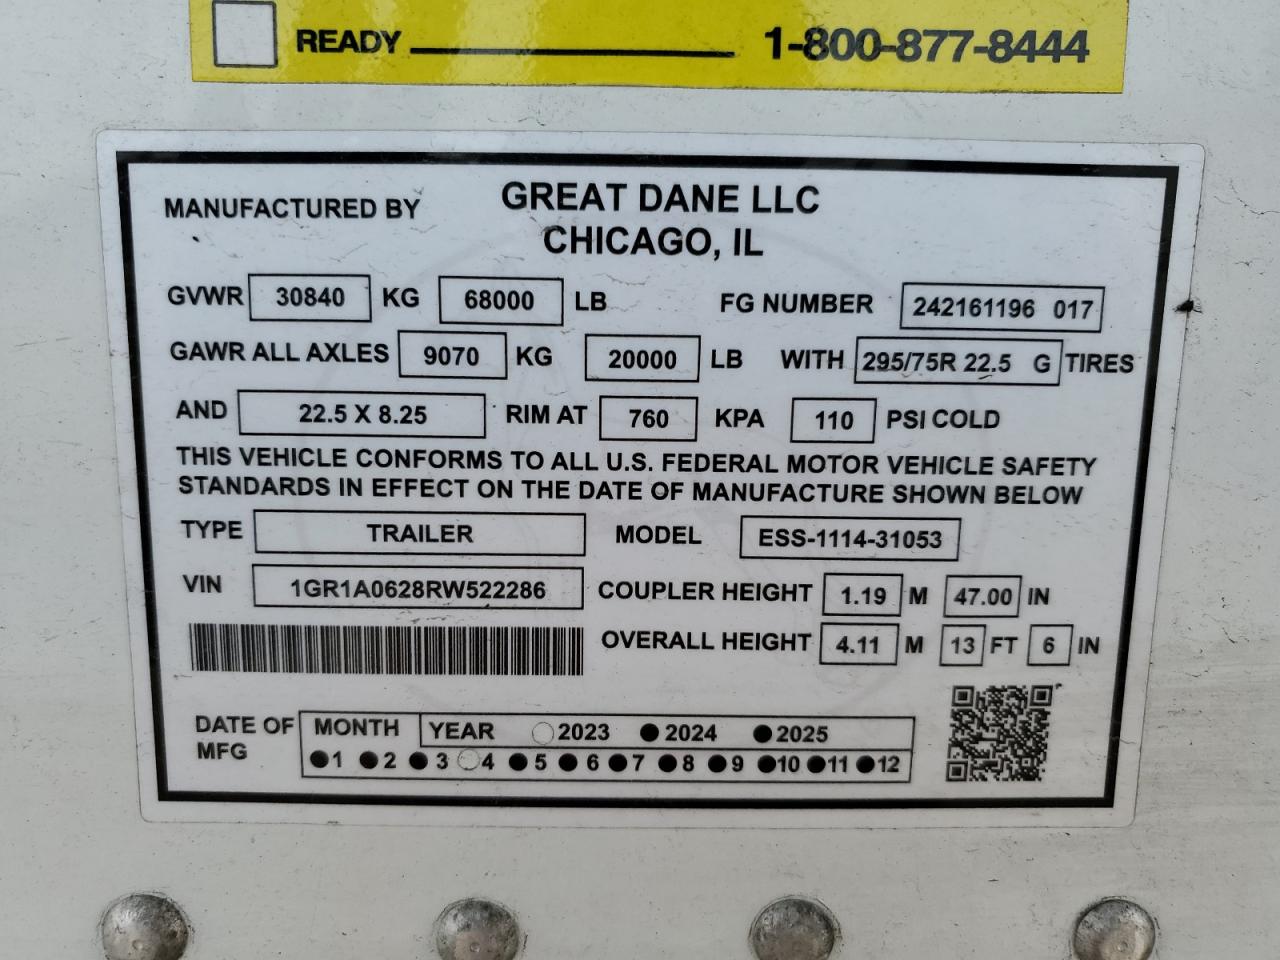 READY 1-800-877-8444
MANUFACTURED BY GREAT DANE LLC
CHICAGO, IL
GVWR 30840 KG 68000 LB FG NUMBER 242161196 017
GAWR ALL AXLES 9070 KG 20000 LB WITH 295/75R 22.5 G TIRES
AND 22.5 X 8.25 RIM AT 760 KPA 110 PSI COLD
THIS VEHICLE CONFORMS TO ALL U.S. FEDERAL MOTOR VEHICLE SAFETY
STANDARDS IN EFFECT ON THE DATE OF MANUFACTURE SHOWN BELOW
TYPE TRAILER MODEL ESS-1114-31053
VIN 1GR1A0628RW522286 COUPLER HEIGHT 1.19 M 47.00 IN
OVERALL HEIGHT 4.11 M 13 FT 6 IN
DATE OF MFG MONTH YEAR 2023 2024 2025
1 2 3 4 5 6 7 8 9 10 11 12